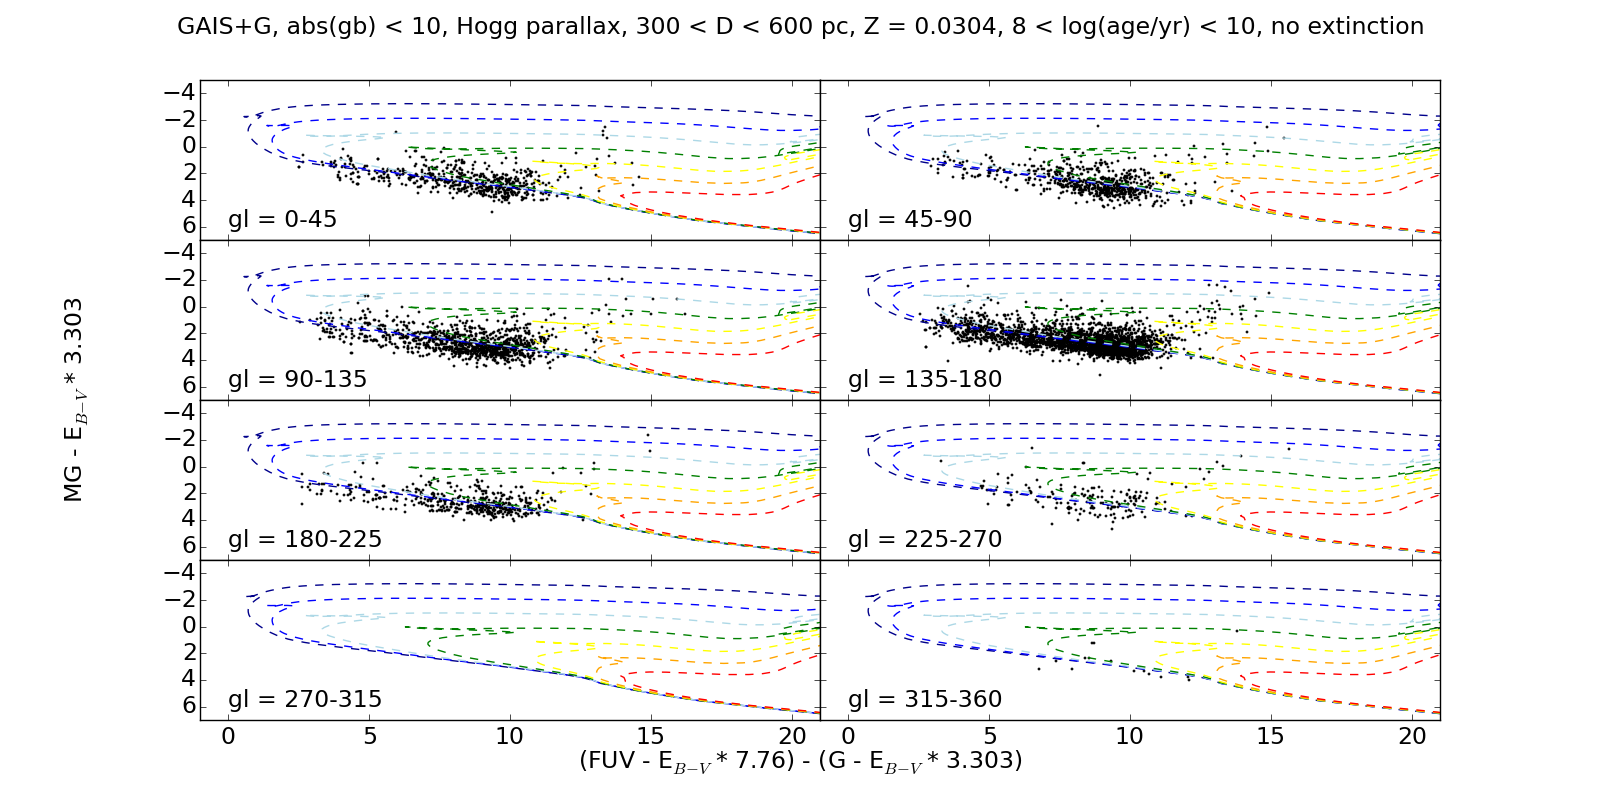 GAIS+G, abs(gb) < 10, Hogg parallax, 300 < D < 600 pc, Z = 0.0304, 8 < log(age/yr) < 10, no extinction
MG - E_{B-V} * 3.303
−4
−2
0
2
4
6
gl = 0-45
gl = 45-90
−4
−2
0
2
4
6
gl = 90-135
gl = 135-180
−4
−2
0
2
4
6
gl = 180-225
gl = 225-270
−4
−2
0
2
4
6
gl = 270-315
gl = 315-360
0 5 10 15 20 0 5 10 15 20
(FUV - E_{B-V} * 7.76) - (G - E_{B-V} * 3.303)